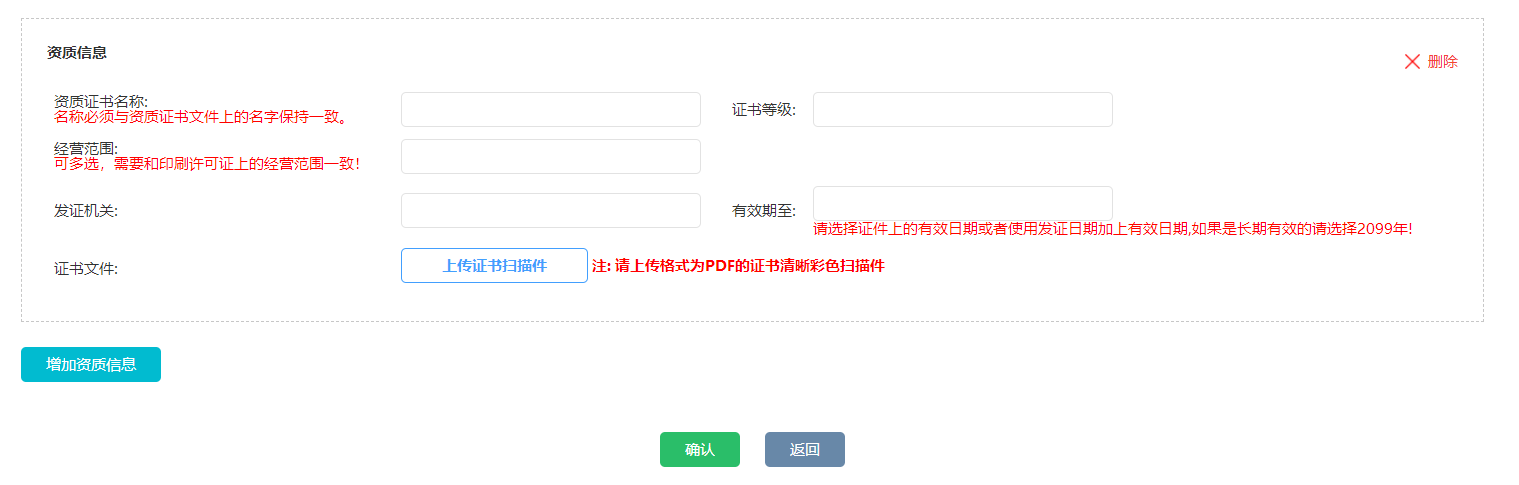 资质信息
删除
资质证书名称:
名称必须与资质证书文件上的名字保持一致。
证书等级:
经营范围:
可多选，需要和印刷许可证上的经营范围一致！
发证机关:
有效期至:
请选择证件上的有效日期或者使用发证日期加上有效日期,如果是长期有效的请选择2099年!
证书文件:
上传证书扫描件
注: 请上传格式为PDF的证书清晰彩色扫描件
增加资质信息
确认
返回